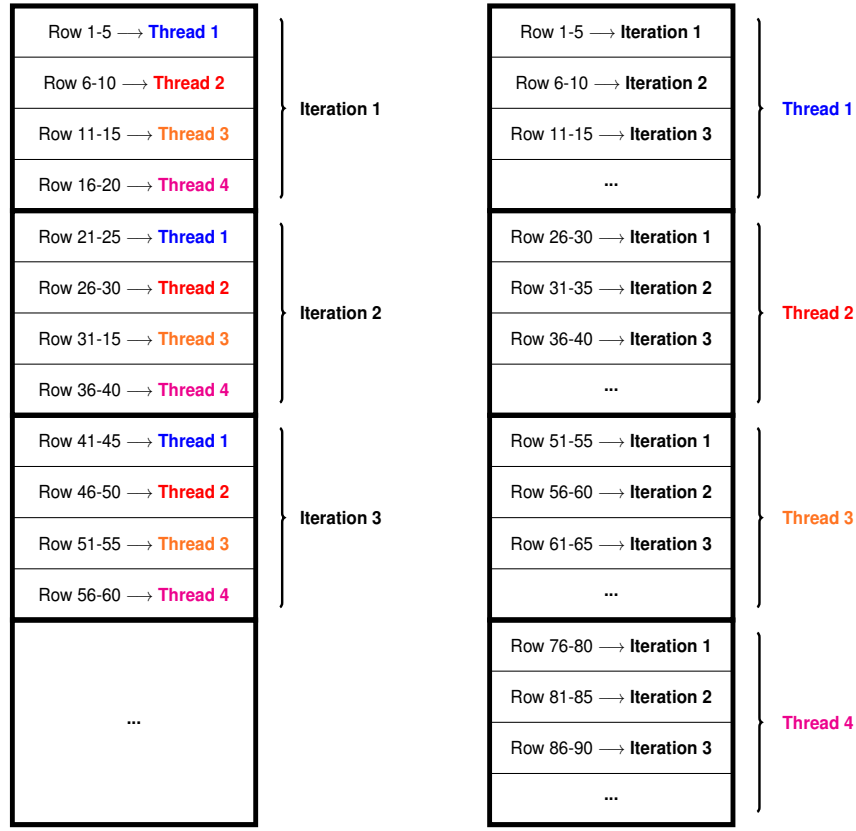 Row 1-5 ⟶ Thread 1
Row 6-10 ⟶ Thread 2
Row 11-15 ⟶ Thread 3
Row 16-20 ⟶ Thread 4
Iteration 1
Row 21-25 ⟶ Thread 1
Row 26-30 ⟶ Thread 2
Row 31-15 ⟶ Thread 3
Row 36-40 ⟶ Thread 4
Iteration 2
Row 41-45 ⟶ Thread 1
Row 46-50 ⟶ Thread 2
Row 51-55 ⟶ Thread 3
Row 56-60 ⟶ Thread 4
Iteration 3
...
Row 1-5 ⟶ Iteration 1
Row 6-10 ⟶ Iteration 2
Row 11-15 ⟶ Iteration 3
...
Thread 1
Row 26-30 ⟶ Iteration 1
Row 31-35 ⟶ Iteration 2
Row 36-40 ⟶ Iteration 3
...
Thread 2
Row 51-55 ⟶ Iteration 1
Row 56-60 ⟶ Iteration 2
Row 61-65 ⟶ Iteration 3
...
Thread 3
Row 76-80 ⟶ Iteration 1
Row 81-85 ⟶ Iteration 2
Row 86-90 ⟶ Iteration 3
...
Thread 4